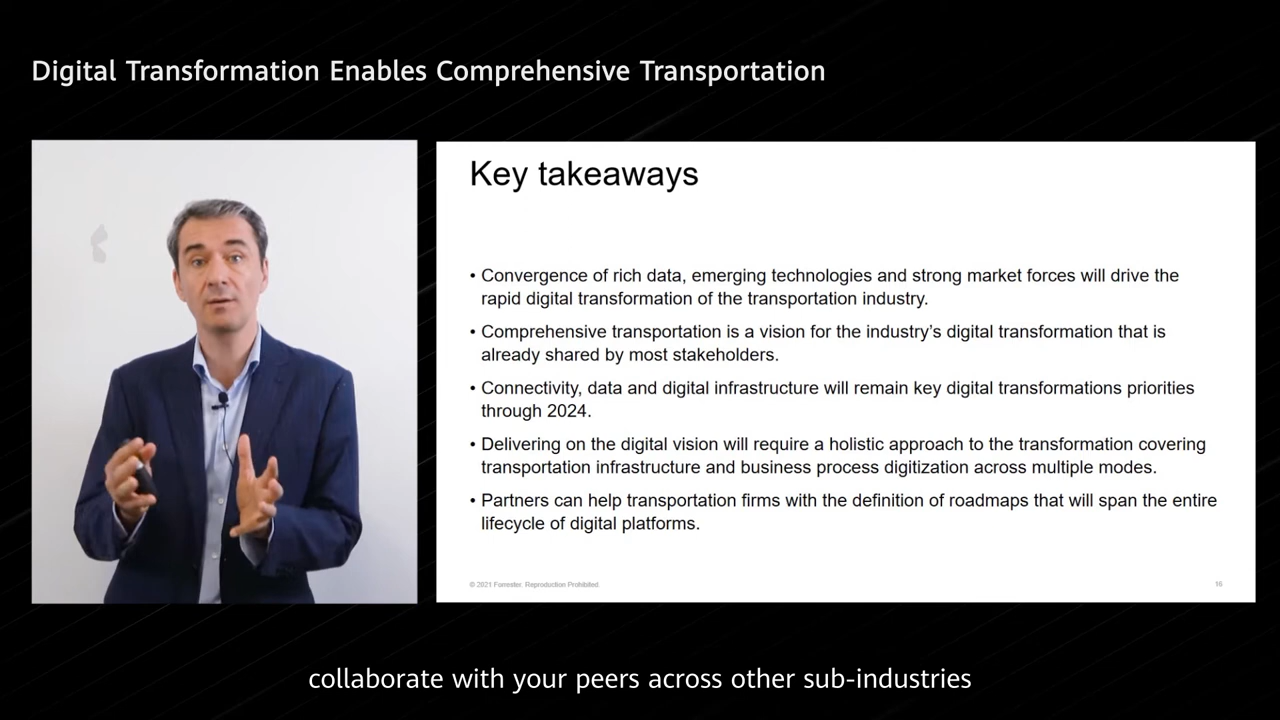 Digital Transformation Enables Comprehensive Transportation
Key takeaways
• Convergence of rich data, emerging technologies and strong market forces will drive the
rapid digital transformation of the transportation industry.
• Comprehensive transportation is a vision for the industry’s digital transformation that is
already shared by most stakeholders.
• Connectivity, data and digital infrastructure will remain key digital transformations priorities
through 2024.
• Delivering on the digital vision will require a holistic approach to the transformation covering
transportation infrastructure and business process digitization across multiple modes.
• Partners can help transportation firms with the definition of roadmaps that will span the entire
lifecycle of digital platforms.
© 2021 Forrester. Reproduction Prohibited.
16
collaborate with your peers across other sub-industries